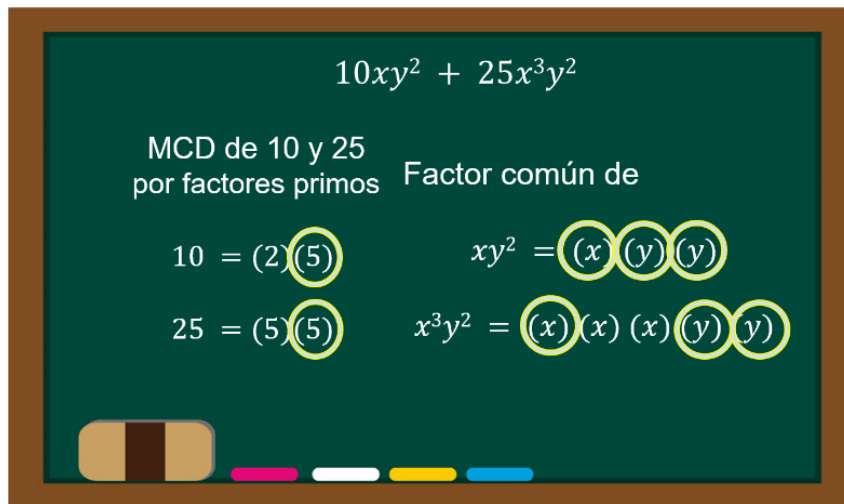 10xy² + 25x³y²
MCD de 10 y 25
por factores primos
Factor común de
10 = (2)(5)
xy² = (x)(y)(y)
25 = (5)(5)
x³y² = (x)(x) (x)(y)(y)